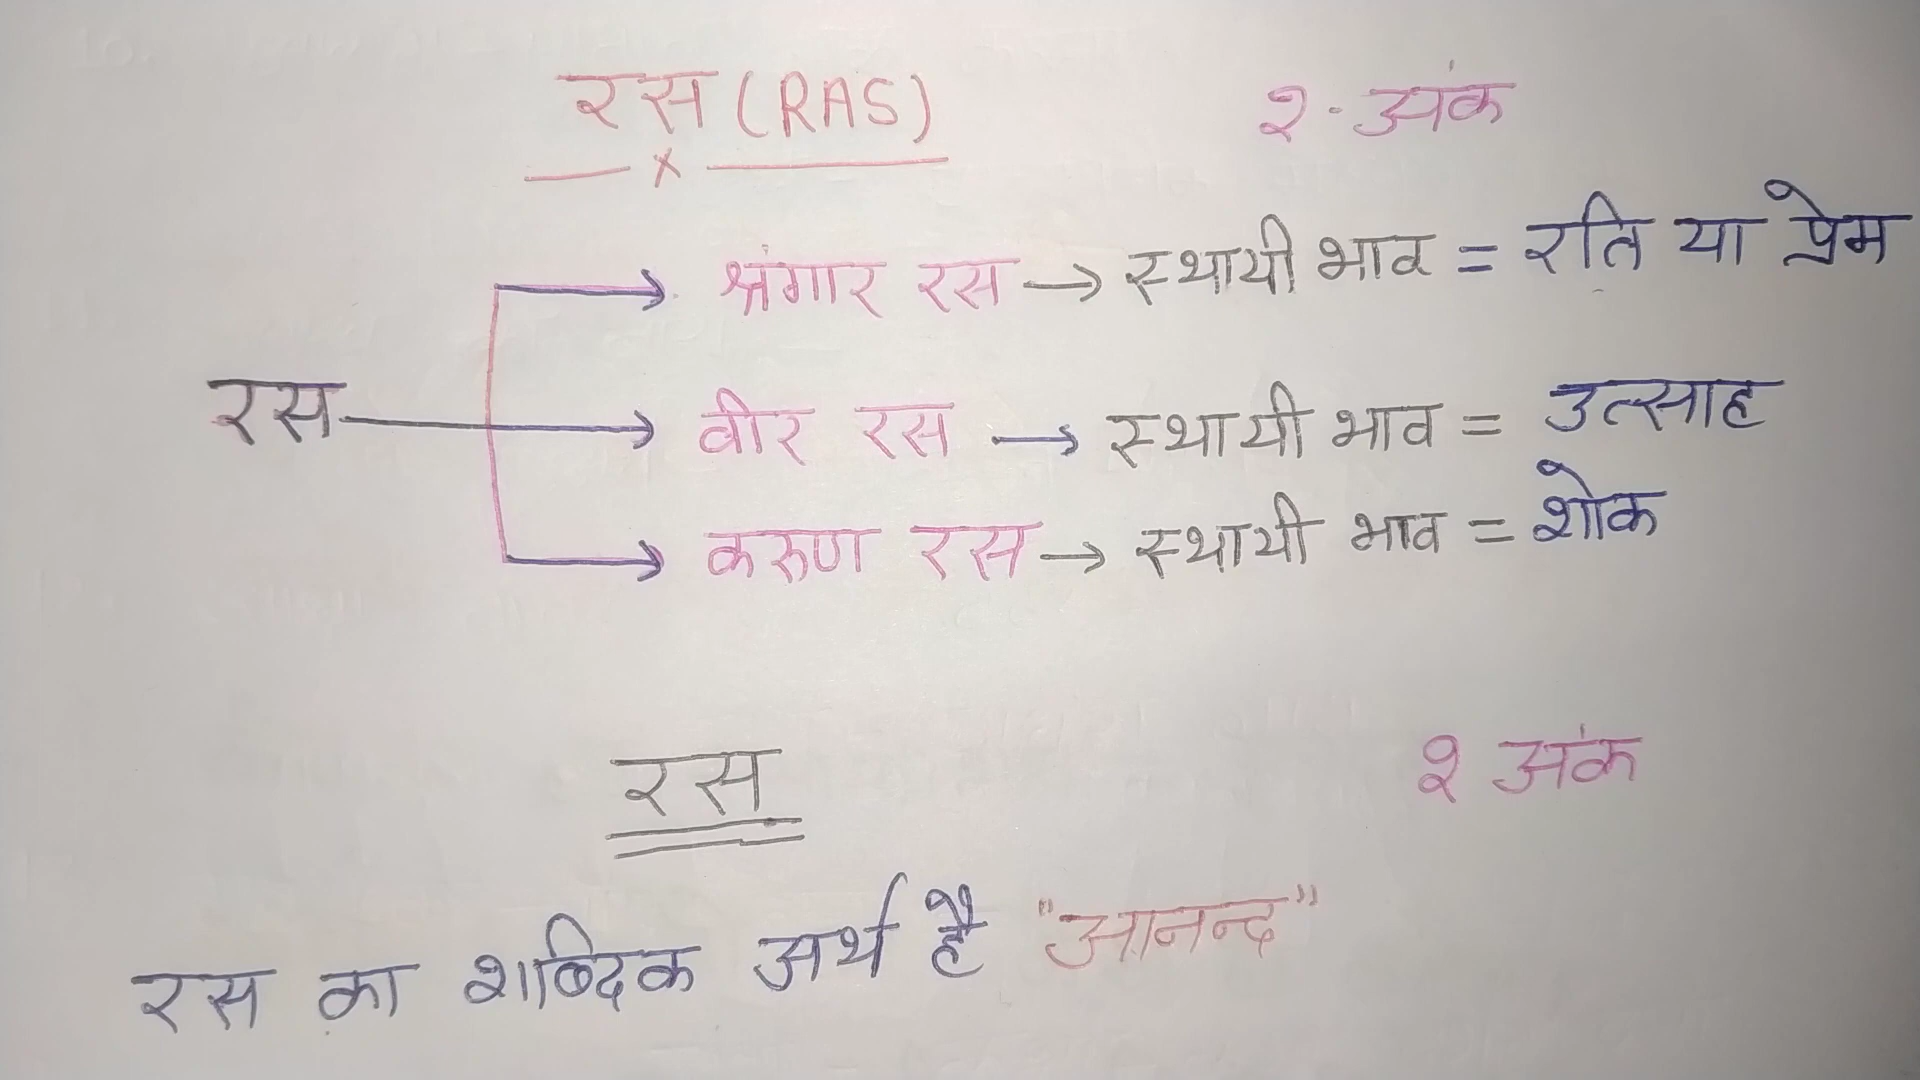 रस (RAS)
२-अंक
श्रंगार रस → स्थायी भाव = रति या प्रेम
रस
वीर रस → स्थायी भाव = उत्साह
करुण रस → स्थायी भाव = शोक
रस
२ अंक
रस का शाब्दिक अर्थ है "आनन्द"